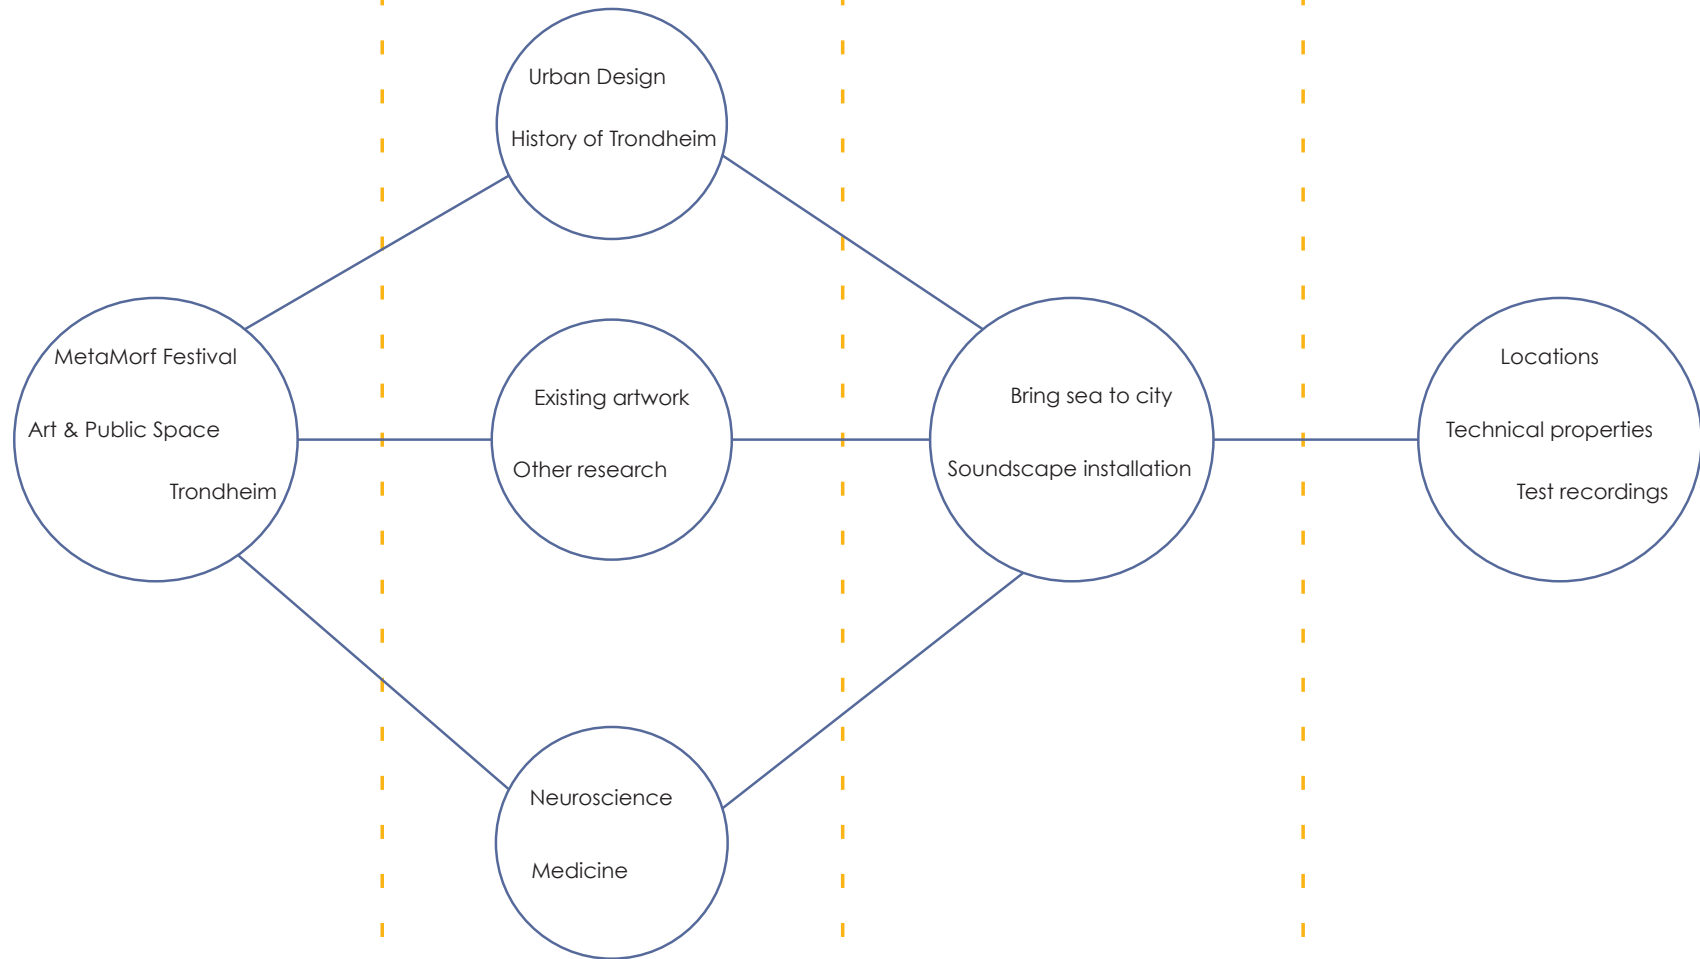 MetaMorf Festival
Art & Public Space
Trondheim
Urban Design
History of Trondheim
Existing artwork
Other research
Neuroscience
Medicine
Bring sea to city
Soundscape installation
Locations
Technical properties
Test recordings